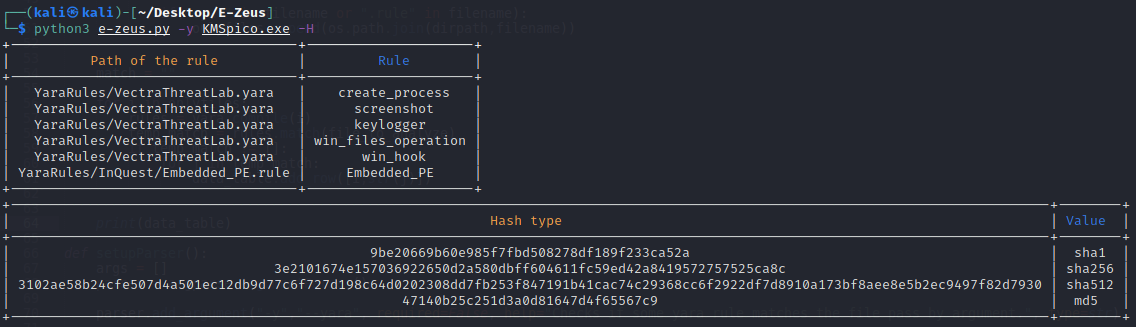 (kali㉿kali)-[~/Desktop/E-Zeus]
$ python3 e-zeus.py -y KMSpico.exe -H
Path of the rule | Rule
YaraRules/VectraThreatLab.yara | create_process
YaraRules/VectraThreatLab.yara | screenshot
YaraRules/VectraThreatLab.yara | keylogger
YaraRules/VectraThreatLab.yara | win_files_operation
YaraRules/VectraThreatLab.yara | win_hook
YaraRules/InQuest/Embedded_PE.rule | Embedded_PE
Hash type | Value
9be20669b60e985f7fbd508278df189f233ca52a | sha1
3e2101674e157036922650d2a580dbff604611fc59ed42a8419572757525ca8c | sha256
3102ae58b24cfe507d4a501ec12db9d77c6f727d198c64d0202308dd7fb253f847191b41cac74c29368cc6f2922df7d8910a173bf8aee8e5b2ec9497f82d7930 | sha512
47140b25c251d3a0d81647d4f65567c9 | md5